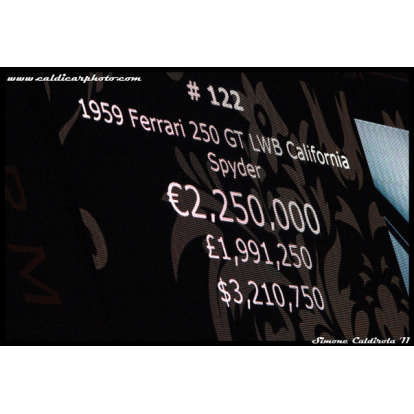 www.caldicarphoto.com
# 122
1959 Ferrari 250 GT LWB California
Spyder
€2,250,000
£1,991,250
$3,210,750
RM
Simone Caldirola 11